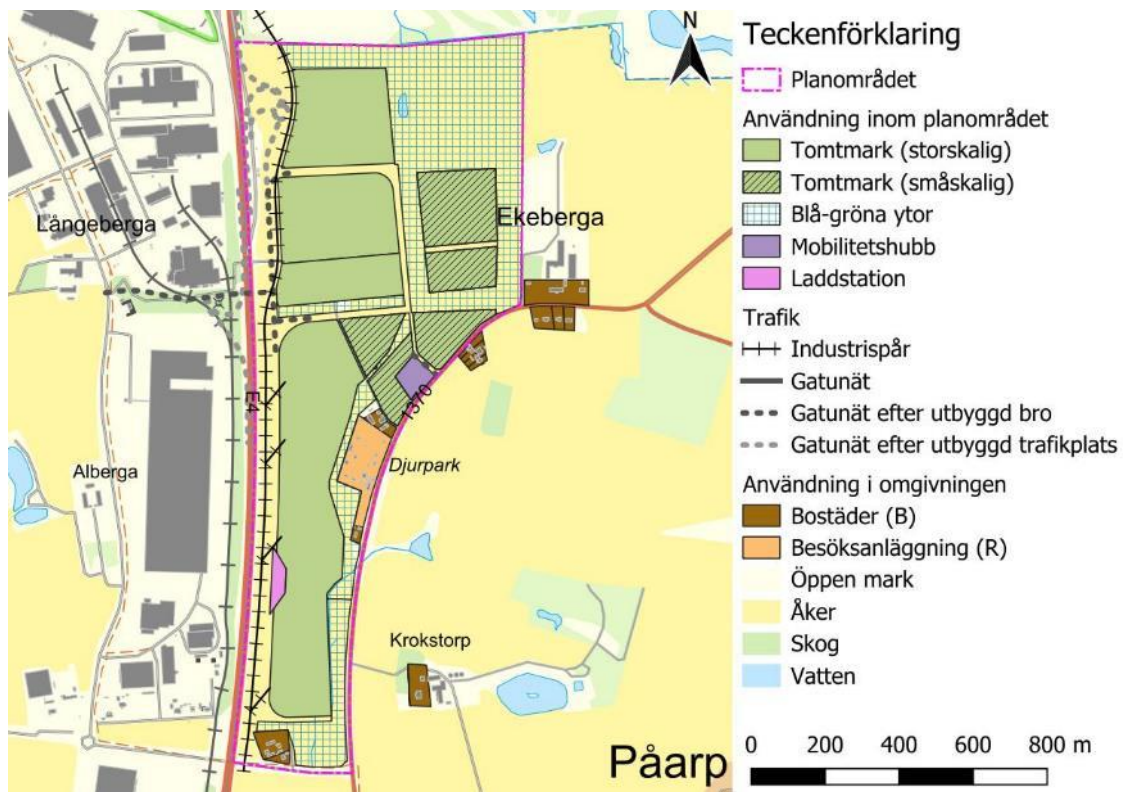 N
Långeberga
Ekeberga
E4
1370
Alberga
Djurpark
Krokstorp
Påarp
Teckenförklaring
Planområdet
Användning inom planområdet
Tomtmark (storskalig)
Tomtmark (småskalig)
Blå-gröna ytor
Mobilitetshubb
Laddstation
Trafik
Industrispår
Gatunät
Gatunät efter utbyggd bro
Gatunät efter utbyggd trafikplats
Användning i omgivningen
Bostäder (B)
Besöksanläggning (R)
Öppen mark
Åker
Skog
Vatten
0 200 400 600 800 m